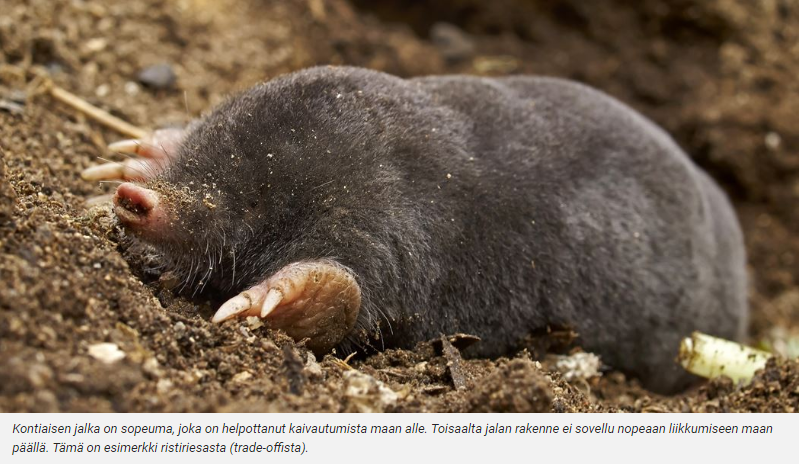 Kontiaisen jalka on sopeuma, joka on helpottanut kaivautumista maan alle. Toisaalta jalan rakenne ei sovellu nopeaan liikkumiseen maan
päällä. Tämä on esimerkki ristiriesasta (trade-offista).